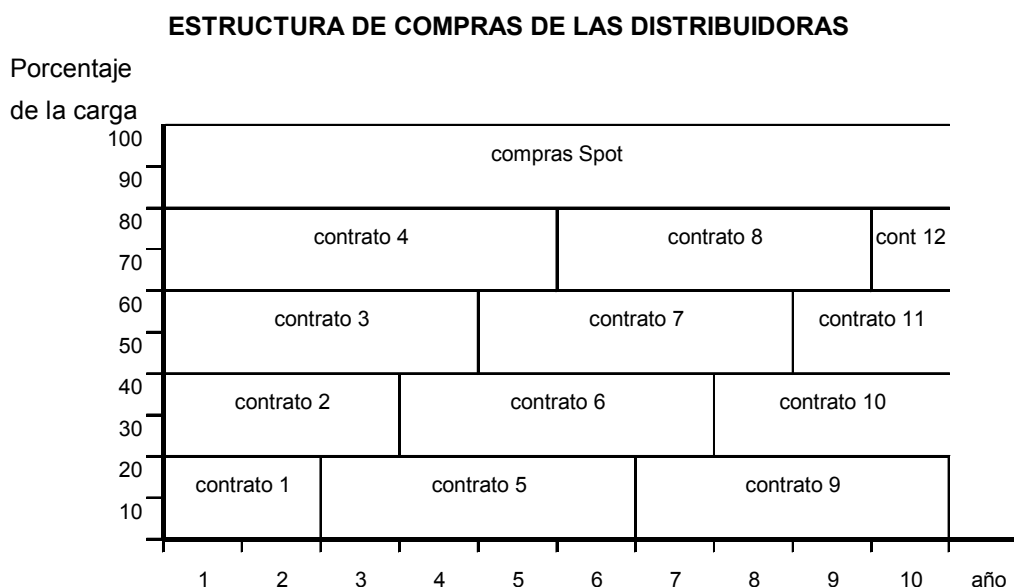 ESTRUCTURA DE COMPRAS DE LAS DISTRIBUIDORAS
Porcentaje
de la carga
100
compras Spot
90
80
contrato 4 contrato 8 cont 12
70
60
contrato 3 contrato 7 contrato 11
50
40
contrato 2 contrato 6 contrato 10
30
20
contrato 1 contrato 5 contrato 9
10
1 2 3 4 5 6 7 8 9 10 año